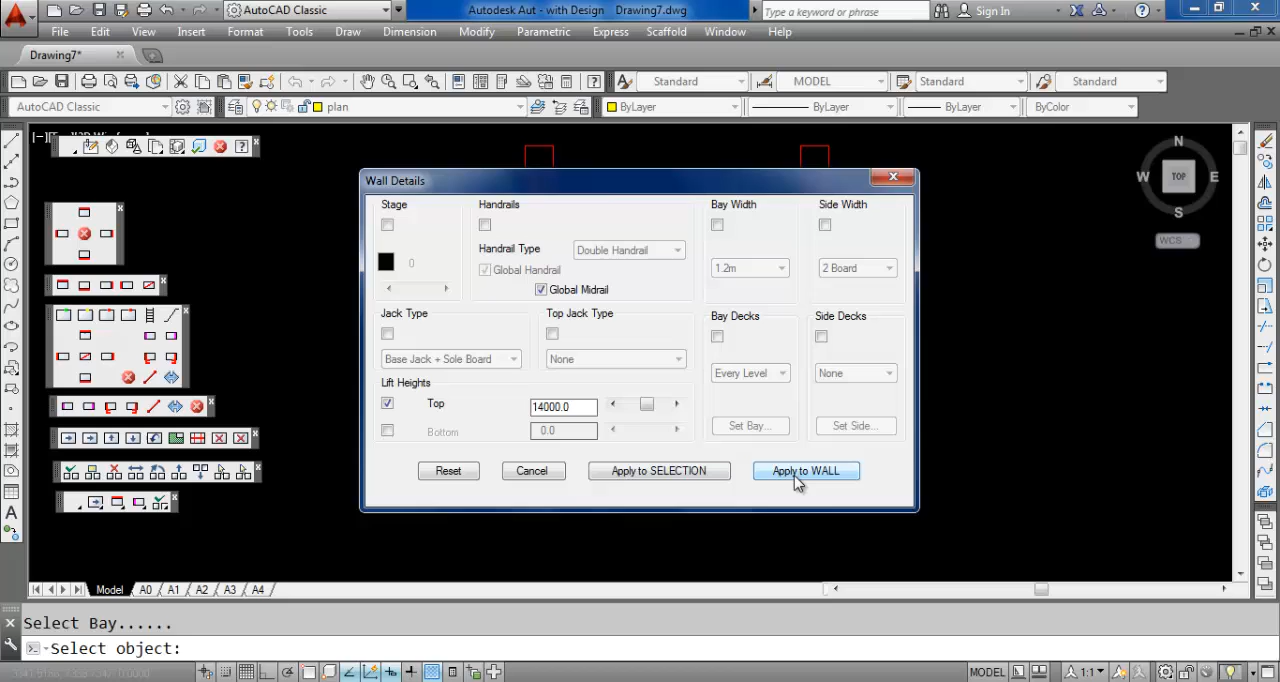 AutoCAD Classic
Autodesk Aut - with Design Drawing7.dwg
Type a keyword or phrase
Sign In
File Edit View Insert Format Tools Draw Dimension Modify Parametric Express Scaffold Window Help
Drawing7*
Standard MODEL Standard Standard
AutoCAD Classic plan ByLayer ByLayer ByLayer ByColor
N
W TOP E
S
WCS
Wall Details
Stage Handrails Bay Width Side Width
Handrail Type Double Handrail
0 Global Handrail 1.2m 2 Board
Global Midrail
Jack Type Top Jack Type Bay Decks Side Decks
Base Jack + Sole Board None Every Level None
Lift Heights
Top 14000.0
Bottom 0.0 Set Bay... Set Side...
Reset Cancel Apply to SELECTION Apply to WALL
Model A0 A1 A2 A3 A4
Select Bay......
Select object:
MODEL 1:1